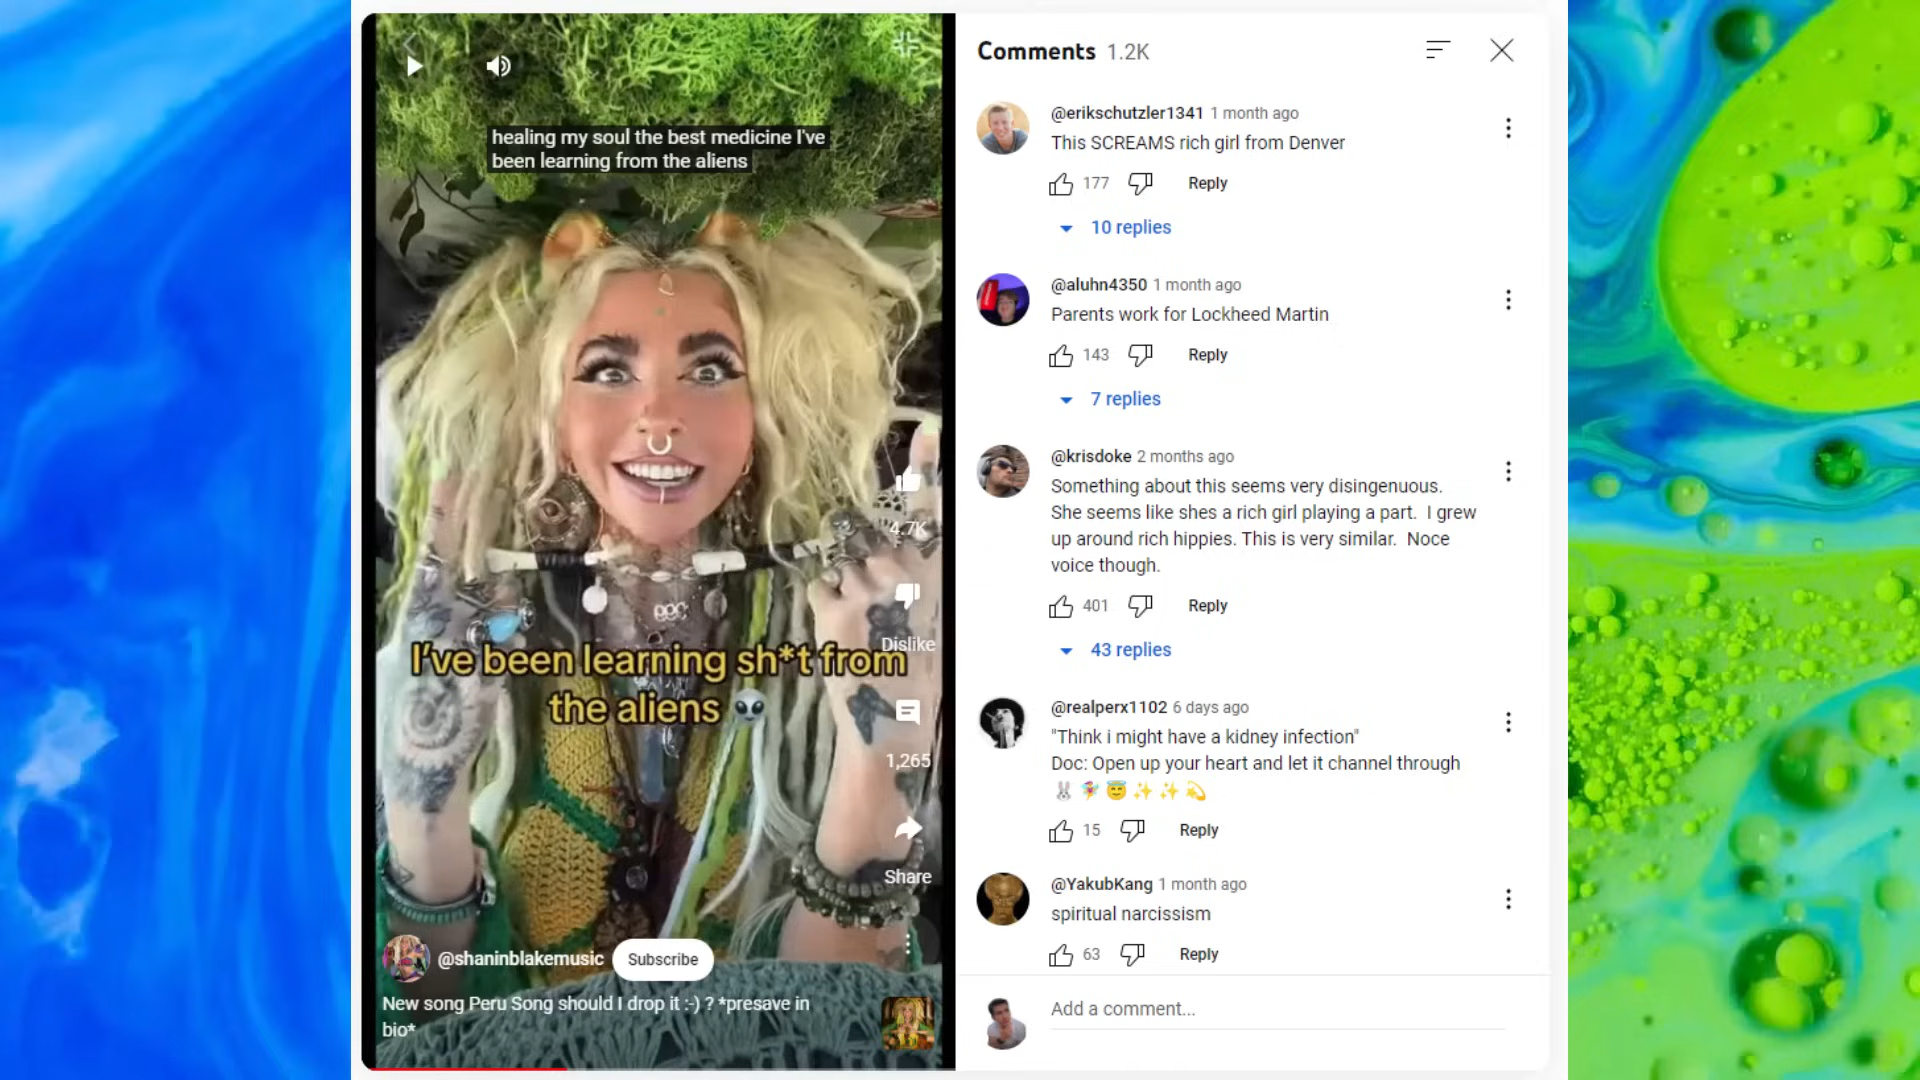 healing my soul the best medicine I've
been learning from the aliens
I've been learning sh*t from
the aliens
4.7K
Dislike
1,265
Share
@shaninblakemusic
Subscribe
New song Peru Song should I drop it :-) ? *presave in
bio*
Comments 1.2K
@erikschutzler1341 1 month ago
This SCREAMS rich girl from Denver
177 Reply
10 replies
@aluhn4350 1 month ago
Parents work for Lockheed Martin
143 Reply
7 replies
@krisdoke 2 months ago
Something about this seems very disingenuous.
She seems like shes a rich girl playing a part. I grew
up around rich hippies. This is very similar. Noce
voice though.
401 Reply
43 replies
@realperx1102 6 days ago
"Think i might have a kidney infection"
Doc: Open up your heart and let it channel through
15 Reply
@YakubKang 1 month ago
spiritual narcissism
63 Reply
Add a comment...